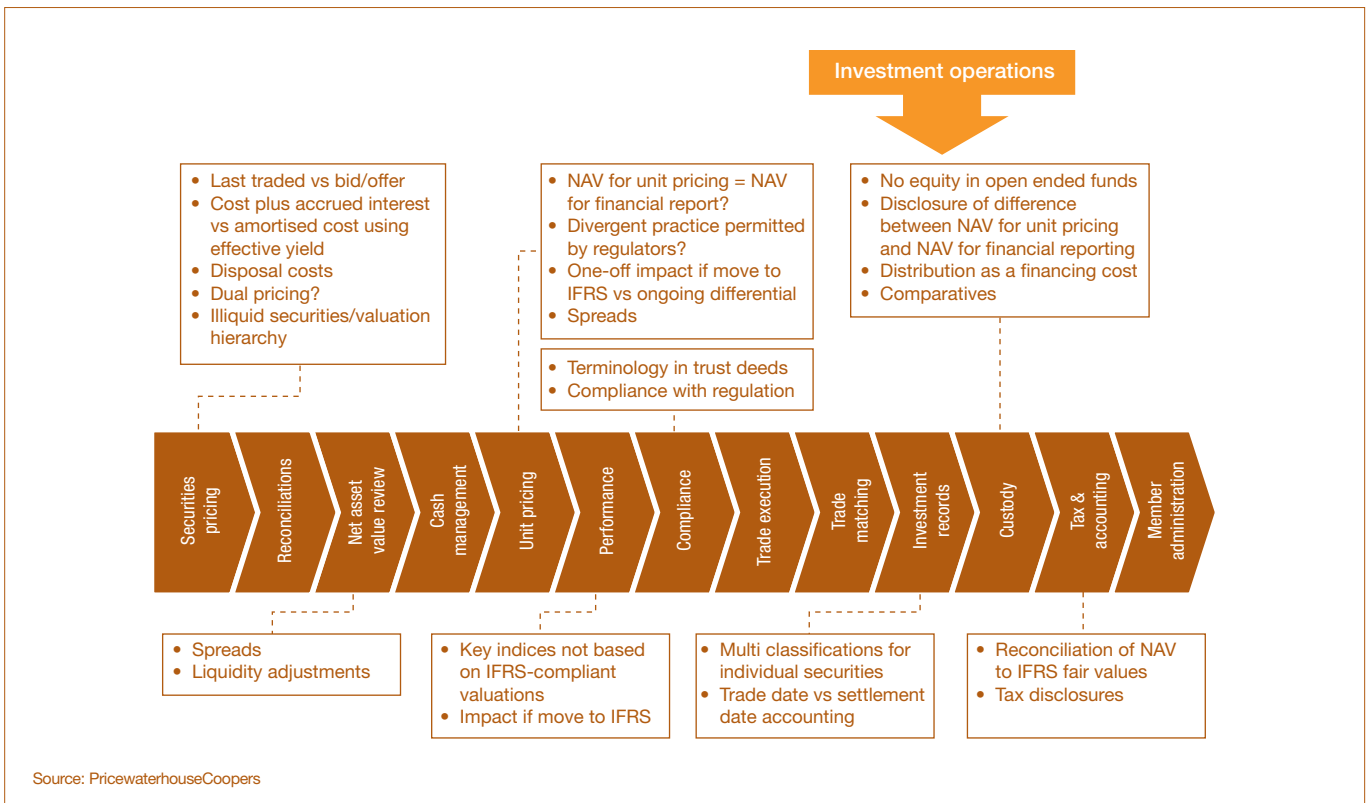 Investment operations
• Last traded vs bid/offer
• Cost plus accrued interest
vs amortised cost using
effective yield
• Disposal costs
• Dual pricing?
• Illiquid securities/valuation
hierarchy
• NAV for unit pricing = NAV
for financial report?
• Divergent practice permitted
by regulators?
• One-off impact if move to
IFRS vs ongoing differential
• Spreads
• Terminology in trust deeds
• Compliance with regulation
• No equity in open ended funds
• Disclosure of difference
between NAV for unit pricing
and NAV for financial reporting
• Distribution as a financing cost
• Comparatives
Securities
pricing
Reconciliations
Net asset
value review
Cash
management
Unit pricing
Performance
Compliance
Trade execution
Trade
matching
Investment
records
Custody
Tax &
accounting
Member
administration
• Spreads
• Liquidity adjustments
• Key indices not based
on IFRS-compliant
valuations
• Impact if move to IFRS
• Multi classifications for
individual securities
• Trade date vs settlement
date accounting
• Reconciliation of NAV
to IFRS fair values
• Tax disclosures
Source: PricewaterhouseCoopers